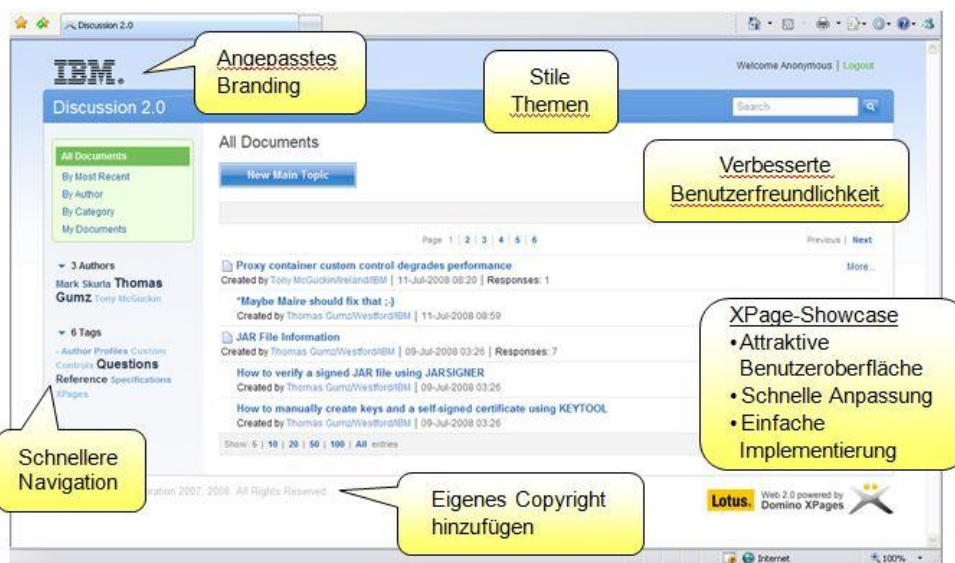 Discussion 2.0
IBM.
Angepasstes
Branding
Stile
Themen
Welcome Anonymous | Logout
Discussion 2.0
Search...
All Documents
By Most Recent
By Author
By Category
My Documents
All Documents
New Main Topic
Verbesserte
Benutzerfreundlichkeit
Page 1 | 2 | 3 | 4 | 5 | 6
Previous | Next
3 Authors
Mark Skurla Thomas
Gumz Tony McGuckin
6 Tags
- Author Profiles Custom
Controls Questions
Reference Specifications
XPages
Proxy container custom control degrades performance
More...
Created by Tony McGuckin/Ireland/IBM | 11-Jul-2008 08:20 | Responses: 1
"Maybe Maire should fix that ;-)
Created by Thomas Gumz/Westford/IBM | 11-Jul-2008 08:59
JAR File Information
Created by Thomas Gumz/Westford/IBM | 09-Jul-2008 03:26 | Responses: 7
How to verify a signed JAR file using JARSIGNER
Created by Thomas Gumz/Westford/IBM | 09-Jul-2008 03:26
How to manually create keys and a self-signed certificate using KEYTOOL
Created by Thomas Gumz/Westford/IBM | 09-Jul-2008 03:26
Show: 5 | 10 | 20 | 50 | 100 | All entries
XPage-Showcase
•Attraktive
Benutzeroberfläche
•Schnelle Anpassung
•Einfache
Implementierung
Schnellere
Navigation
2007, 2008. All Rights Reserved.
Eigenes Copyright
hinzufügen
Lotus.
Web 2.0 powered by
Domino XPages
Internet
100%